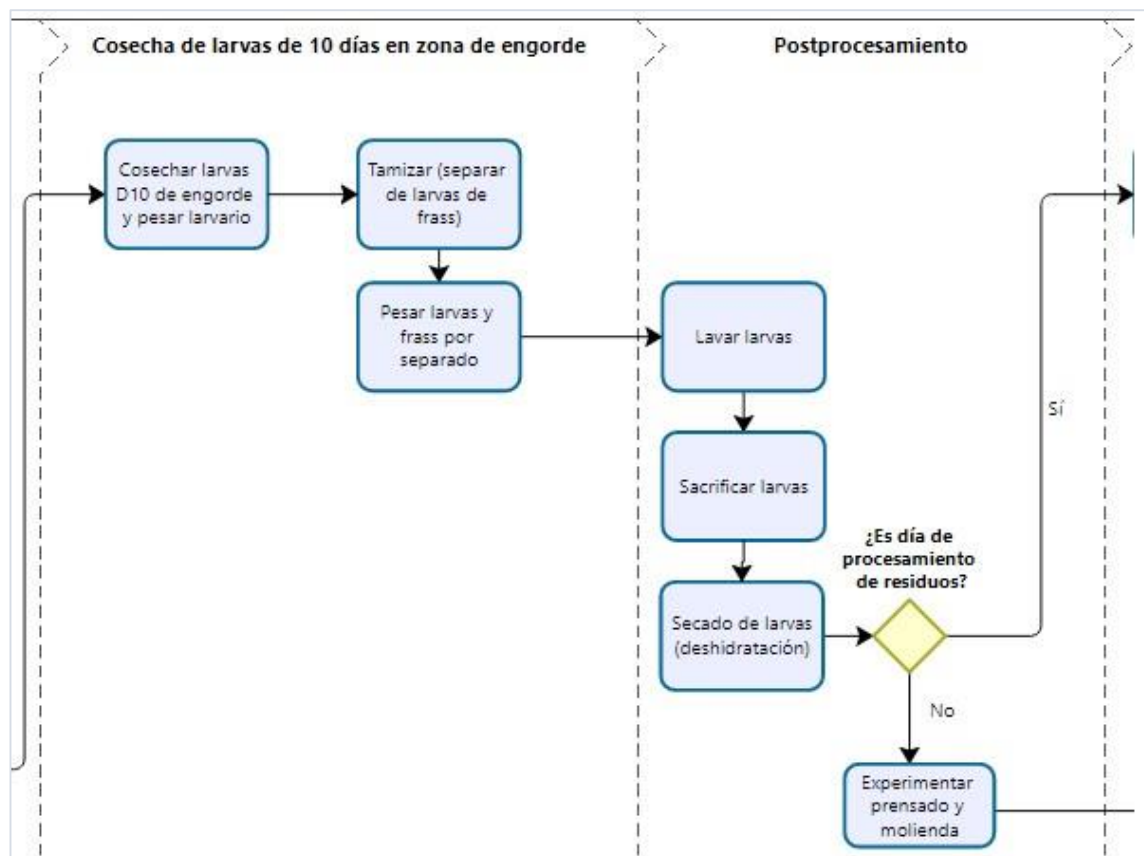 Cosecha de larvas de 10 días en zona de engorde
Postprocesamiento
Cosechar larvas
D10 de engorde
y pesar larvario
Tamizar (separar
de larvas de
frass)
Pesar larvas y
frass por
separado
Lavar larvas
Sacrificar larvas
Secado de larvas
(deshidratación)
¿Es día de
procesamiento
de residuos?
Sí
No
Experimentar
prensado y
molienda